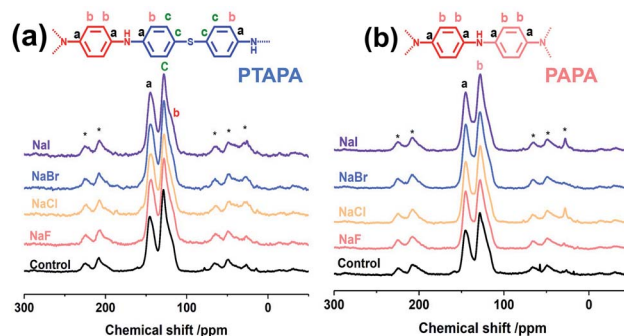 (a)
b b b c c b
N a a N H a c S c a N H
b c c b
PTAPA
a c b
* * * * *
NaI
NaBr
NaCl
NaF
Control
300 200 100 0
Chemical shift /ppm
(b)
b b b b
N a a N H a a N
PAPA
a b
* * * * *
NaI
NaBr
NaCl
NaF
Control
300 200 100 0
Chemical shift /ppm